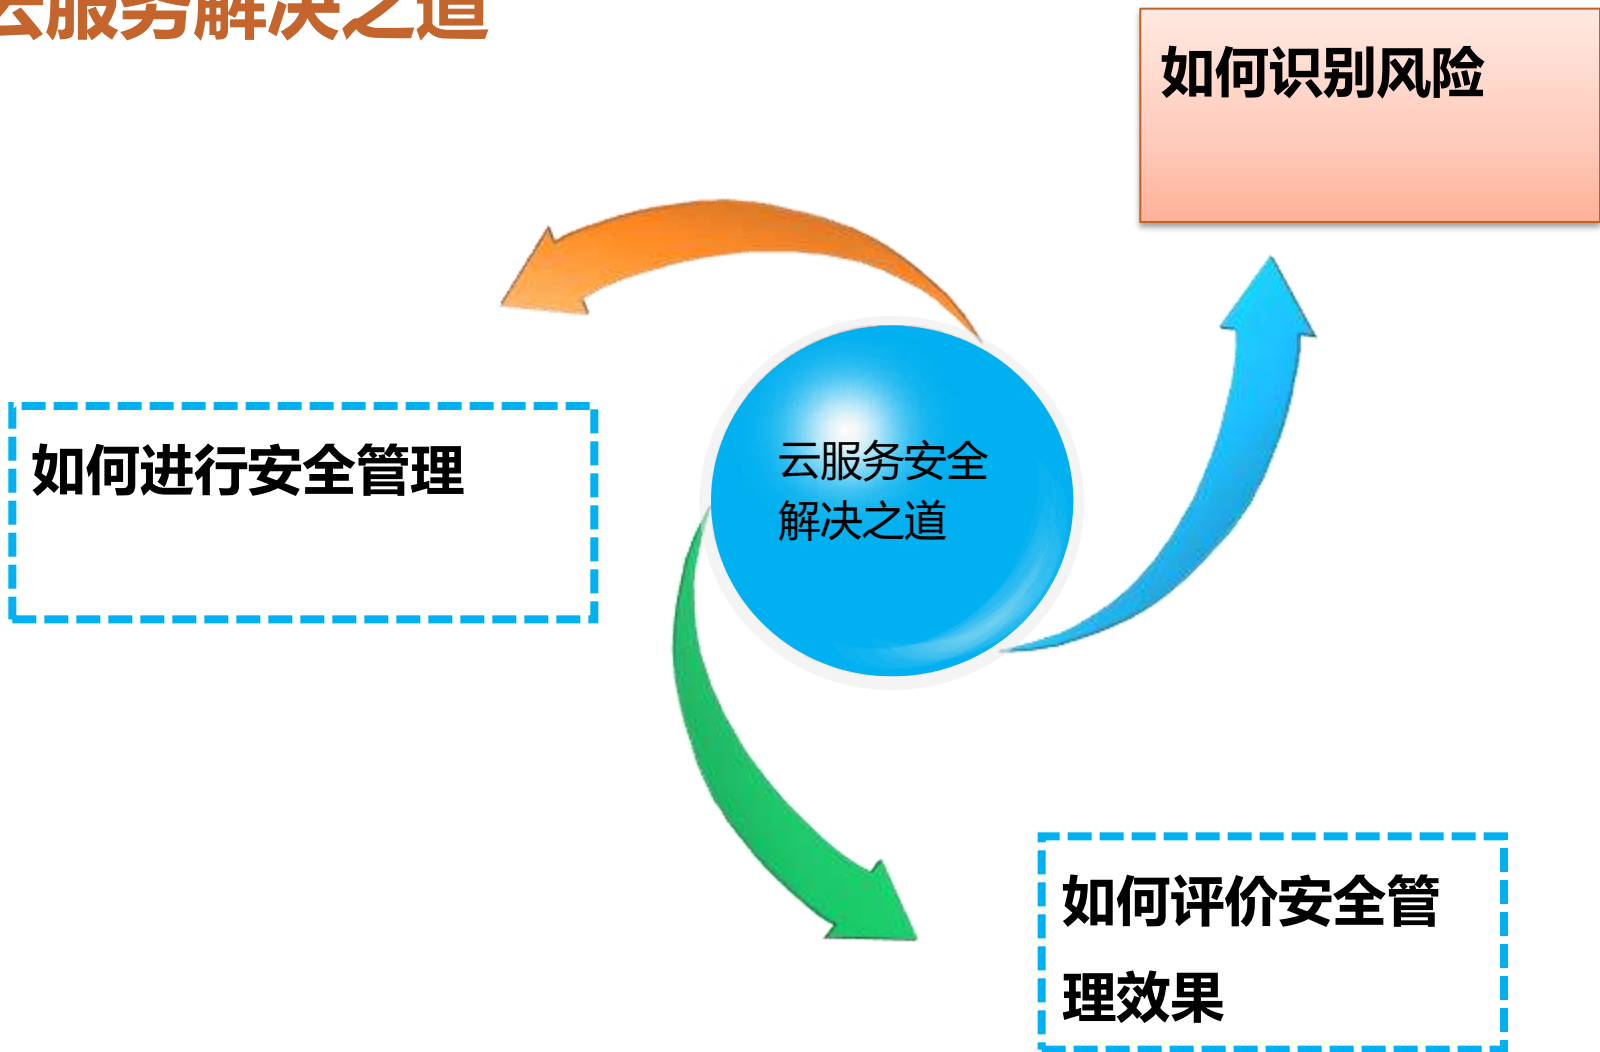 云服务解决之道
如何识别风险
如何进行安全管理
云服务安全
解决之道
如何评价安全管
理效果